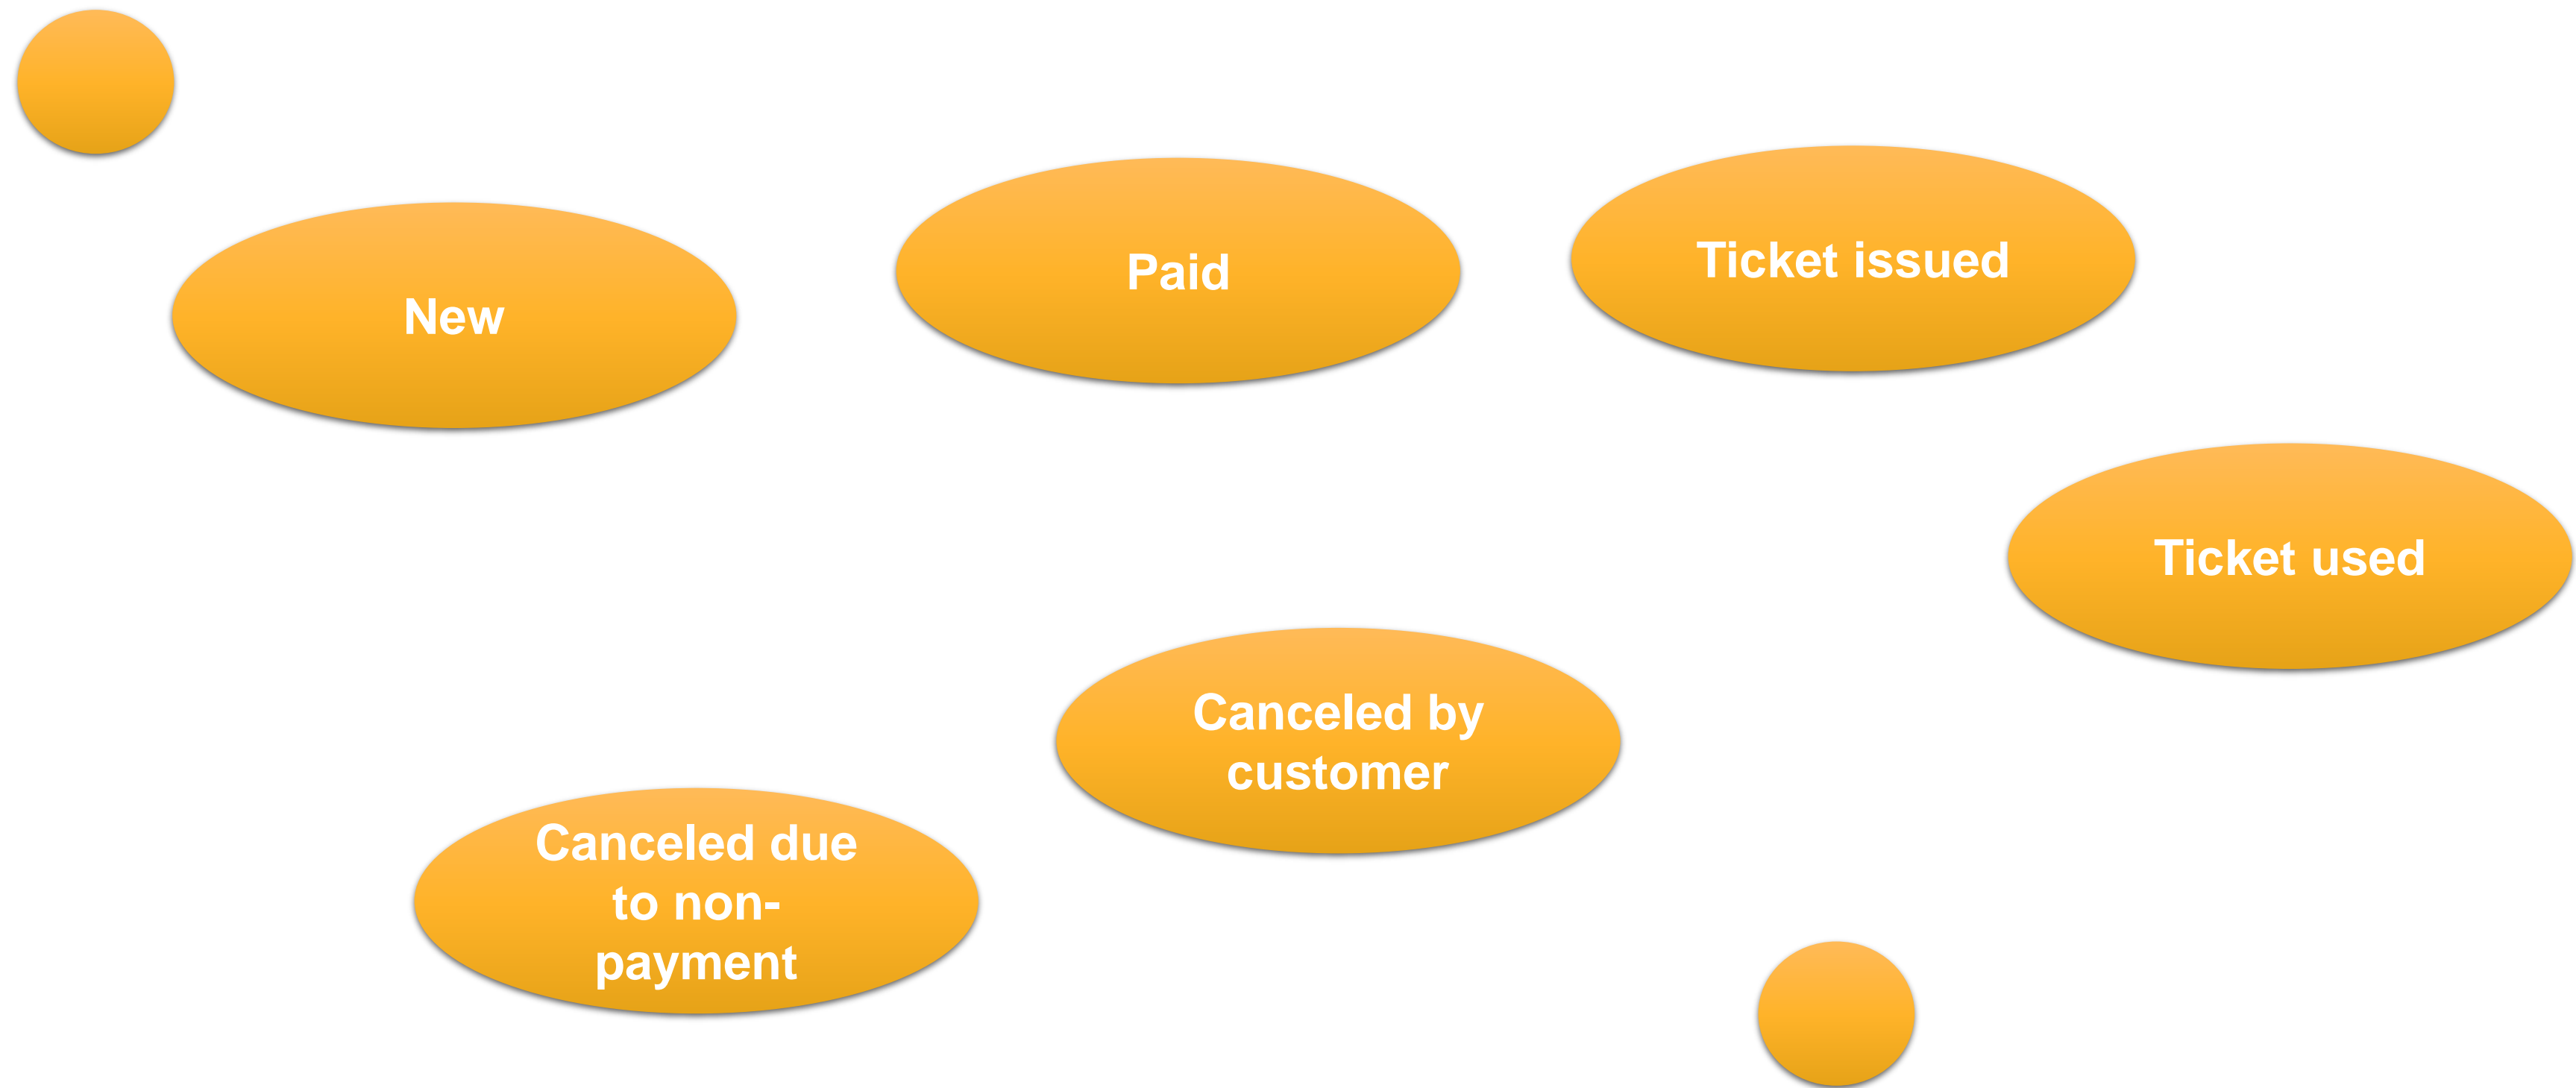 New
Paid
Ticket issued
Ticket used
Canceled by
customer
Canceled due
to non-
payment